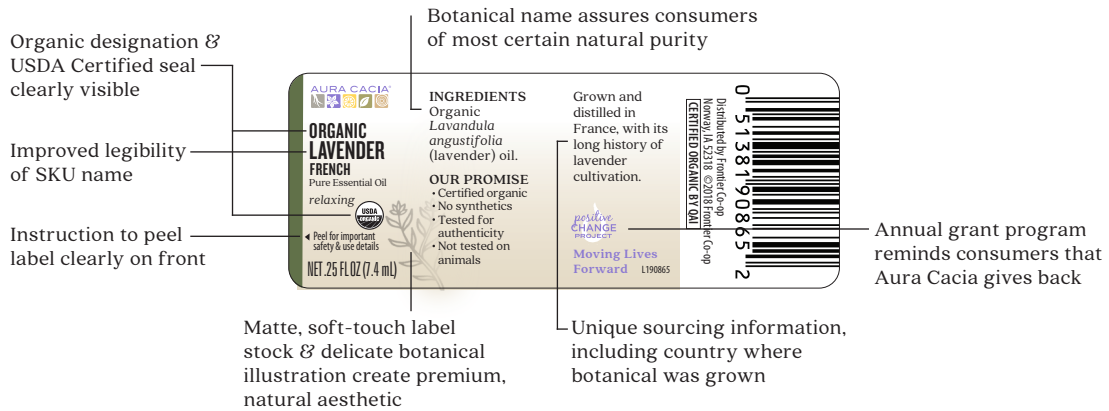 Organic designation &
USDA Certified seal
clearly visible
Improved legibility
of SKU name
Instruction to peel
label clearly on front
Botanical name assures consumers
of most certain natural purity
AURA CACIA®
ORGANIC
LAVENDER
FRENCH
Pure Essential Oil
relaxing
USDA
ORGANIC
Peel for important
safety & use details
NET .25 FL OZ (7.4 mL)
INGREDIENTS
Organic
Lavandula
angustifolia
(lavender) oil.
OUR PROMISE
• Certified organic
• No synthetics
• Tested for
authenticity
• Not tested on
animals
Grown and
distilled in
France, with its
long history of
lavender
cultivation.
positive
CHANGE
PROJECT
Moving Lives
Forward
L190865
Distributed by Frontier Co-op
Norway, IA 52318 ©2018 Frontier Co-op
CERTIFIED ORGANIC BY QAI
0 51381 90865 2
Annual grant program
reminds consumers that
Aura Cacia gives back
Matte, soft-touch label
stock & delicate botanical
illustration create premium,
natural aesthetic
Unique sourcing information,
including country where
botanical was grown